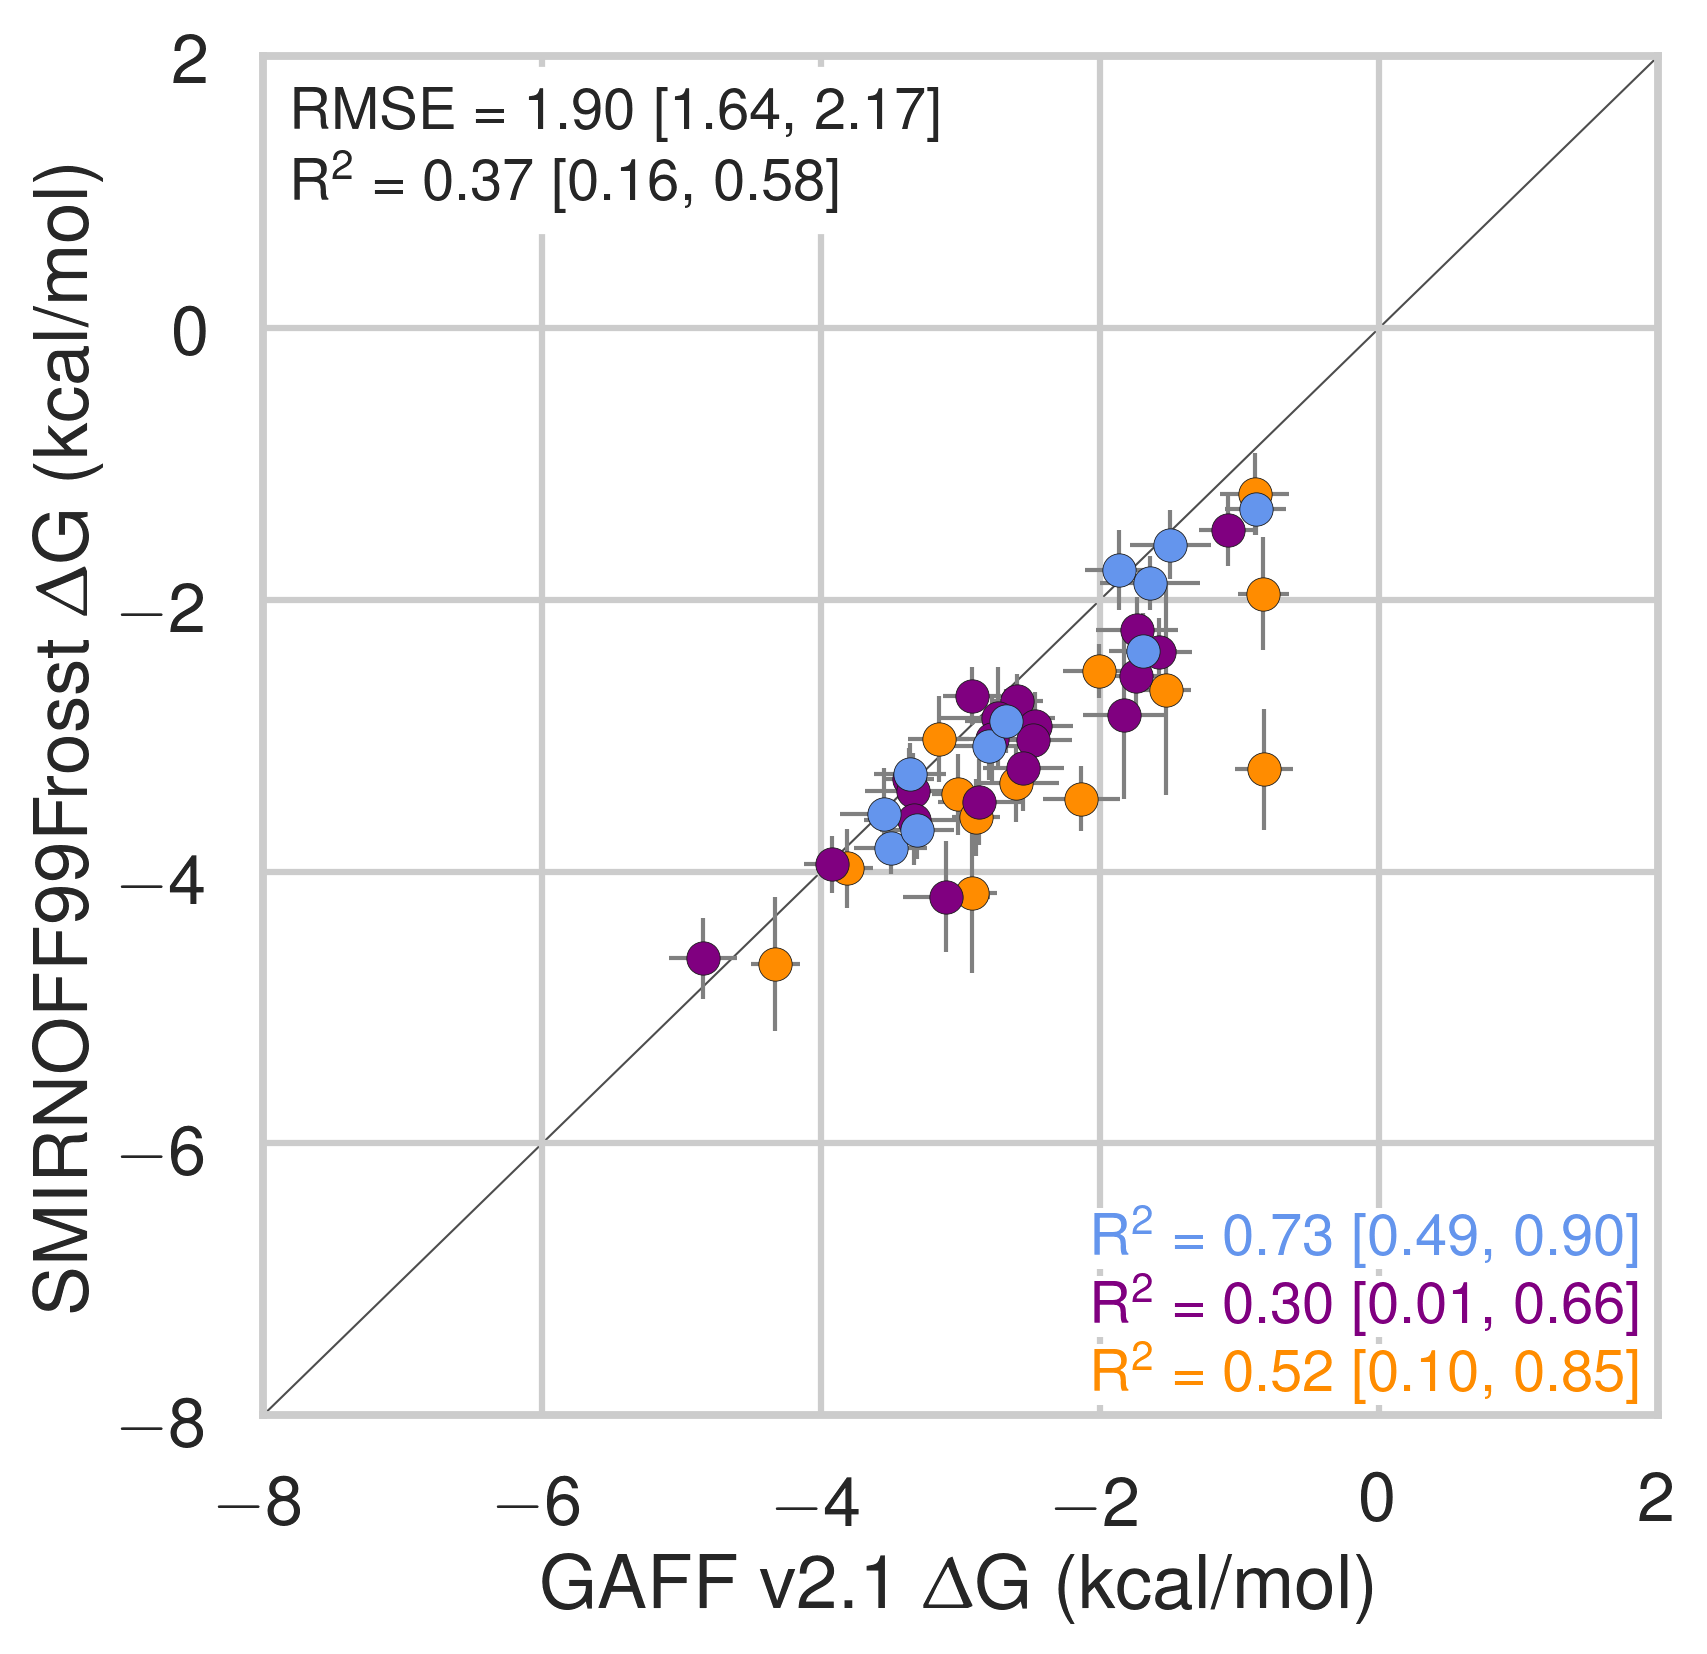 RMSE = 1.90 [1.64, 2.17]
R² = 0.37 [0.16, 0.58]
2
0
−2
−4
−6
−8
SMIRNOFF99Frosst ΔG (kcal/mol)
R² = 0.73 [0.49, 0.90]
R² = 0.30 [0.01, 0.66]
R² = 0.52 [0.10, 0.85]
−8 −6 −4 −2 0 2
GAFF v2.1 ΔG (kcal/mol)